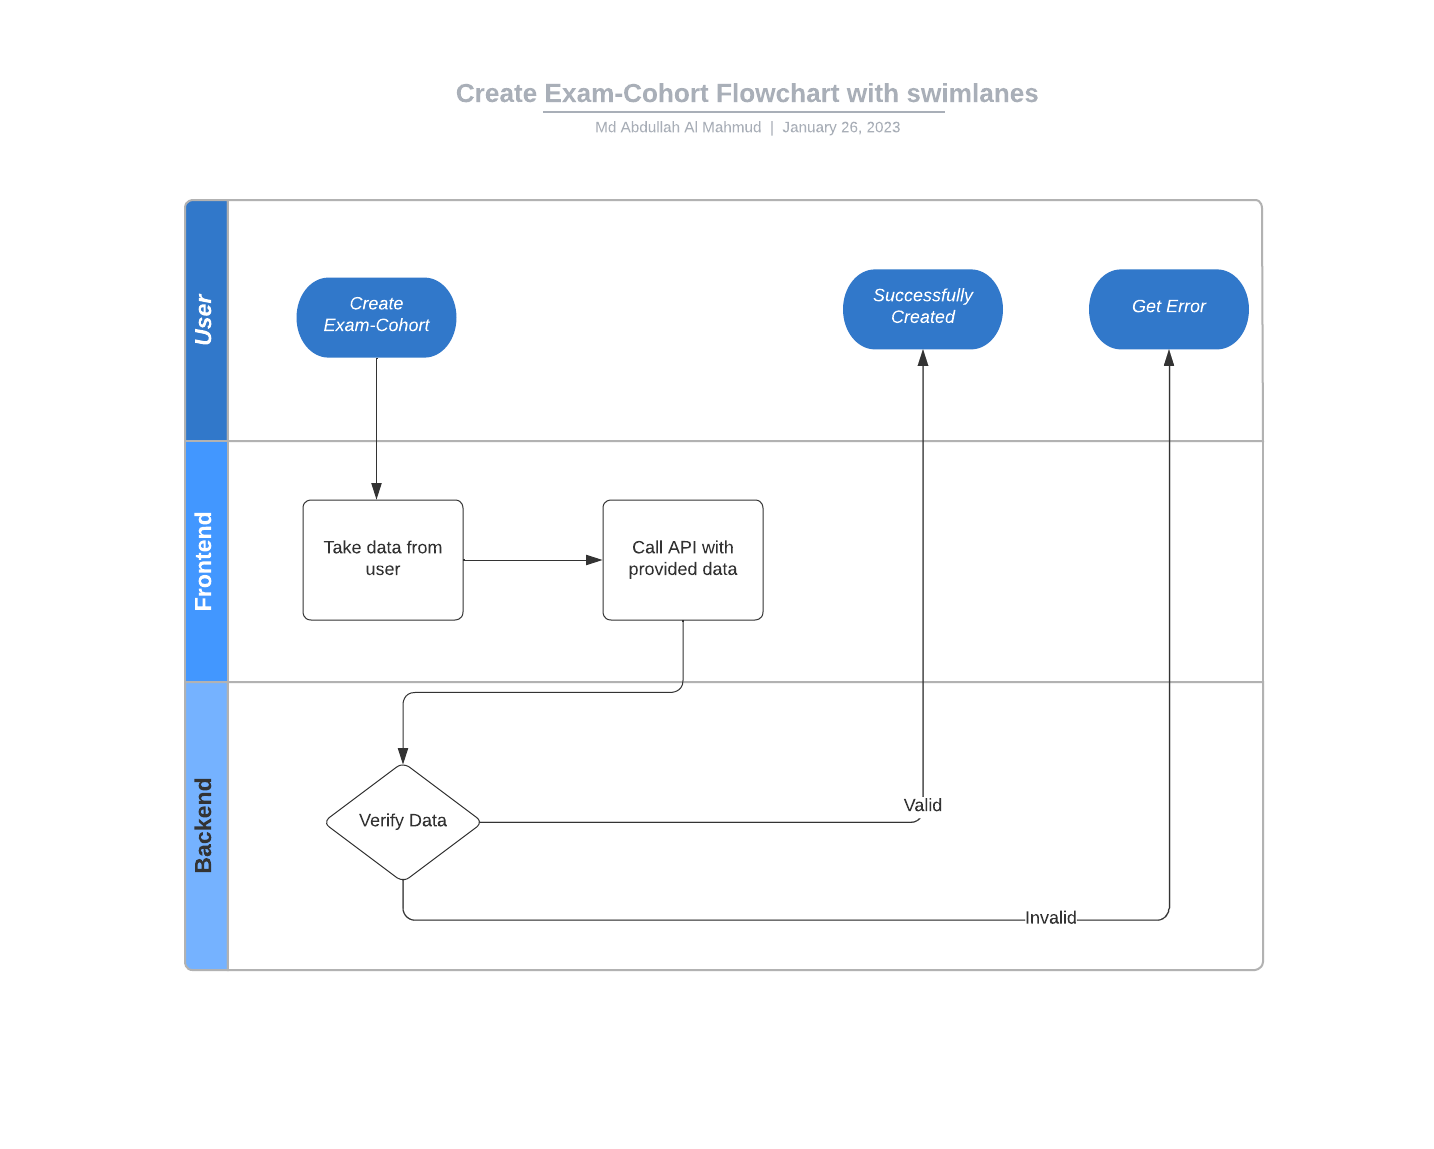 Create Exam-Cohort Flowchart with swimlanes
Md Abdullah Al Mahmud | January 26, 2023
User
Create
Exam-Cohort
Successfully
Created
Get Error
Frontend
Take data from
user
Call API with
provided data
Backend
Verify Data
Valid
Invalid